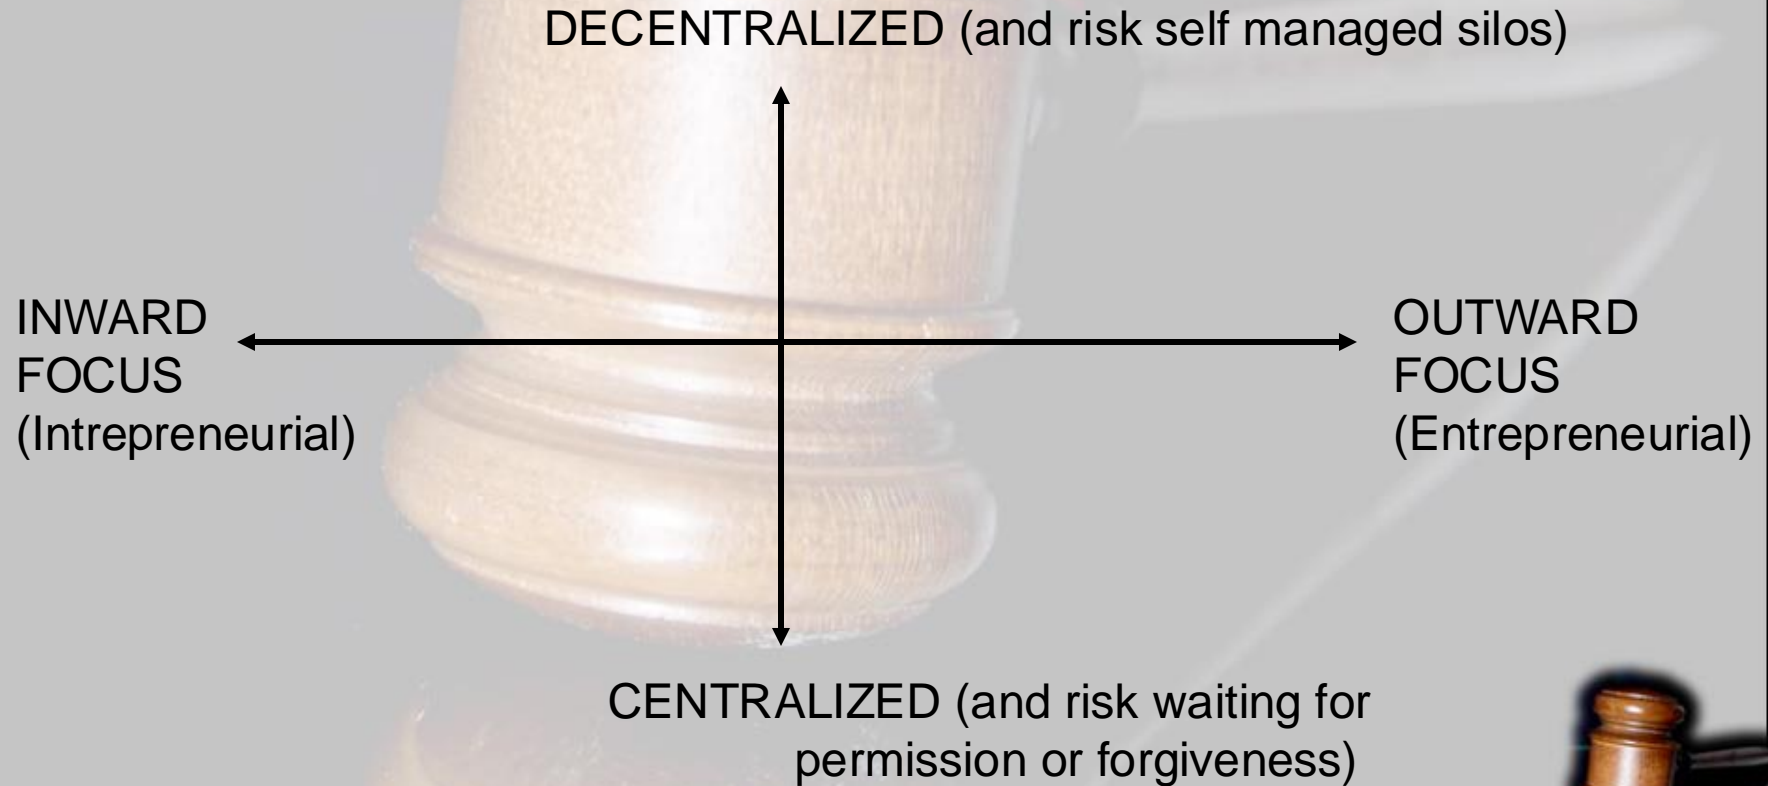 DECENTRALIZED (and risk self managed silos)
INWARD
FOCUS
(Intrepreneurial)
OUTWARD
FOCUS
(Entrepreneurial)
CENTRALIZED (and risk waiting for
permission or forgiveness)